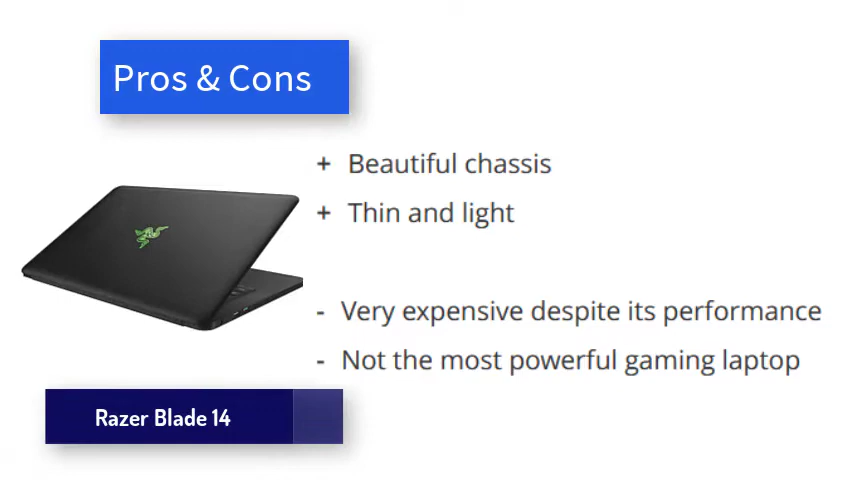 Pros & Cons
+ Beautiful chassis
+ Thin and light
- Very expensive despite its performance
- Not the most powerful gaming laptop
Razer Blade 14